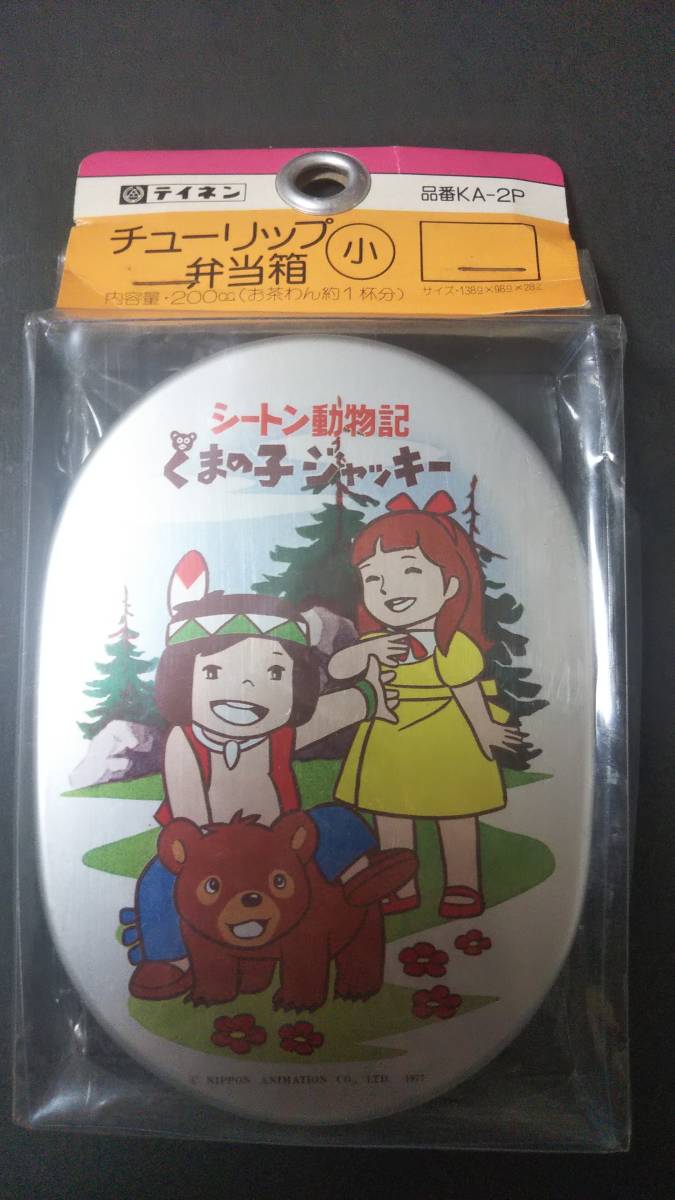 テイネン
品番KA-2P
チューリップ
弁当箱
小
内容量・200cc(お茶わん約1杯分)
シートン動物記
くまの子ジャッキー
© NIPPON ANIMATION CO., LTD. 1977